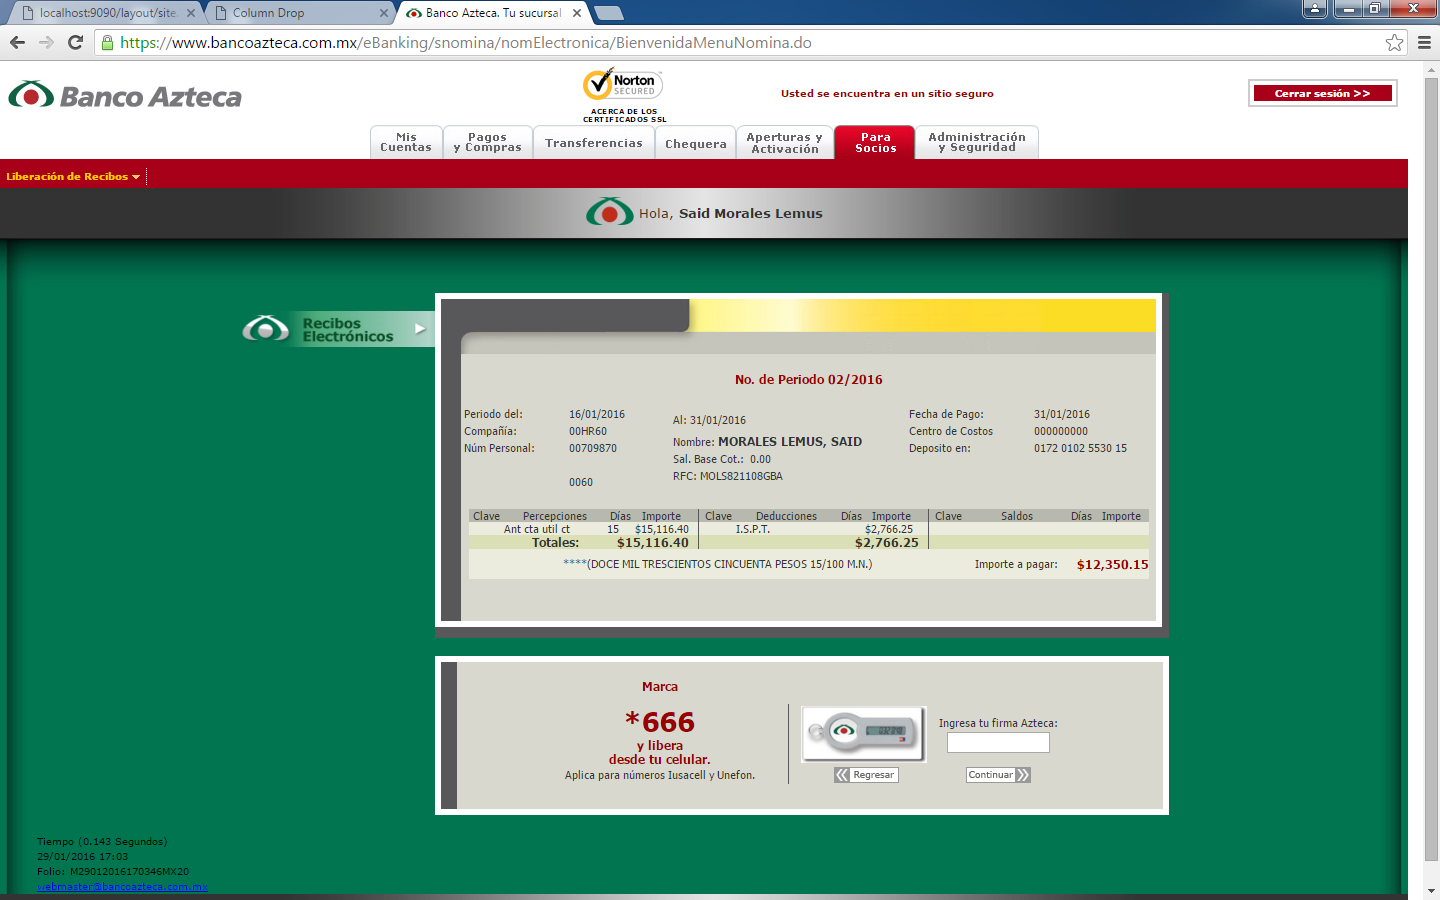 localhost:9090/layout/site.
Column Drop
Banco Azteca. Tu sucursal
https://www.bancoazteca.com.mx/eBanking/snomina/nomElectronica/BienvenidaMenuNomina.do
Banco Azteca
Norton
SECURED
ACERCA DE LOS
CERTIFICADOS SSL
Usted se encuentra en un sitio seguro
Cerrar sesión >>
Mis Cuentas
Pagos y Compras
Transferencias
Chequera
Aperturas y Activación
Para Socios
Administración y Seguridad
Liberación de Recibos
Hola, Said Morales Lemus
Recibos
Electrónicos
No. de Periodo 02/2016
Periodo del: 16/01/2016 Al: 31/01/2016 Fecha de Pago: 31/01/2016
Compañía: 00HR60 Nombre: MORALES LEMUS, SAID Centro de Costos 000000000
Núm Personal: 00709870 Sal. Base Cot.: 0.00 Deposito en: 0172 0102 5530 15
RFC: MOLS821108GBA
0060
Clave Percepciones Días Importe Clave Deducciones Días Importe Clave Saldos Días Importe
Ant cta util ct 15 $15,116.40 I.S.P.T. $2,766.25
Totales: $15,116.40 $2,766.25
****(DOCE MIL TRESCIENTOS CINCUENTA PESOS 15/100 M.N.) Importe a pagar: $12,350.15
Marca
*666
y libera
desde tu celular.
Aplica para números Iusacell y Unefon.
Ingresa tu firma Azteca:
Regresar
Continuar
Tiempo (0.143 Segundos)
29/01/2016 17:03
Folio: M29012016170346MX20
webmaster@bancoazteca.com.mx